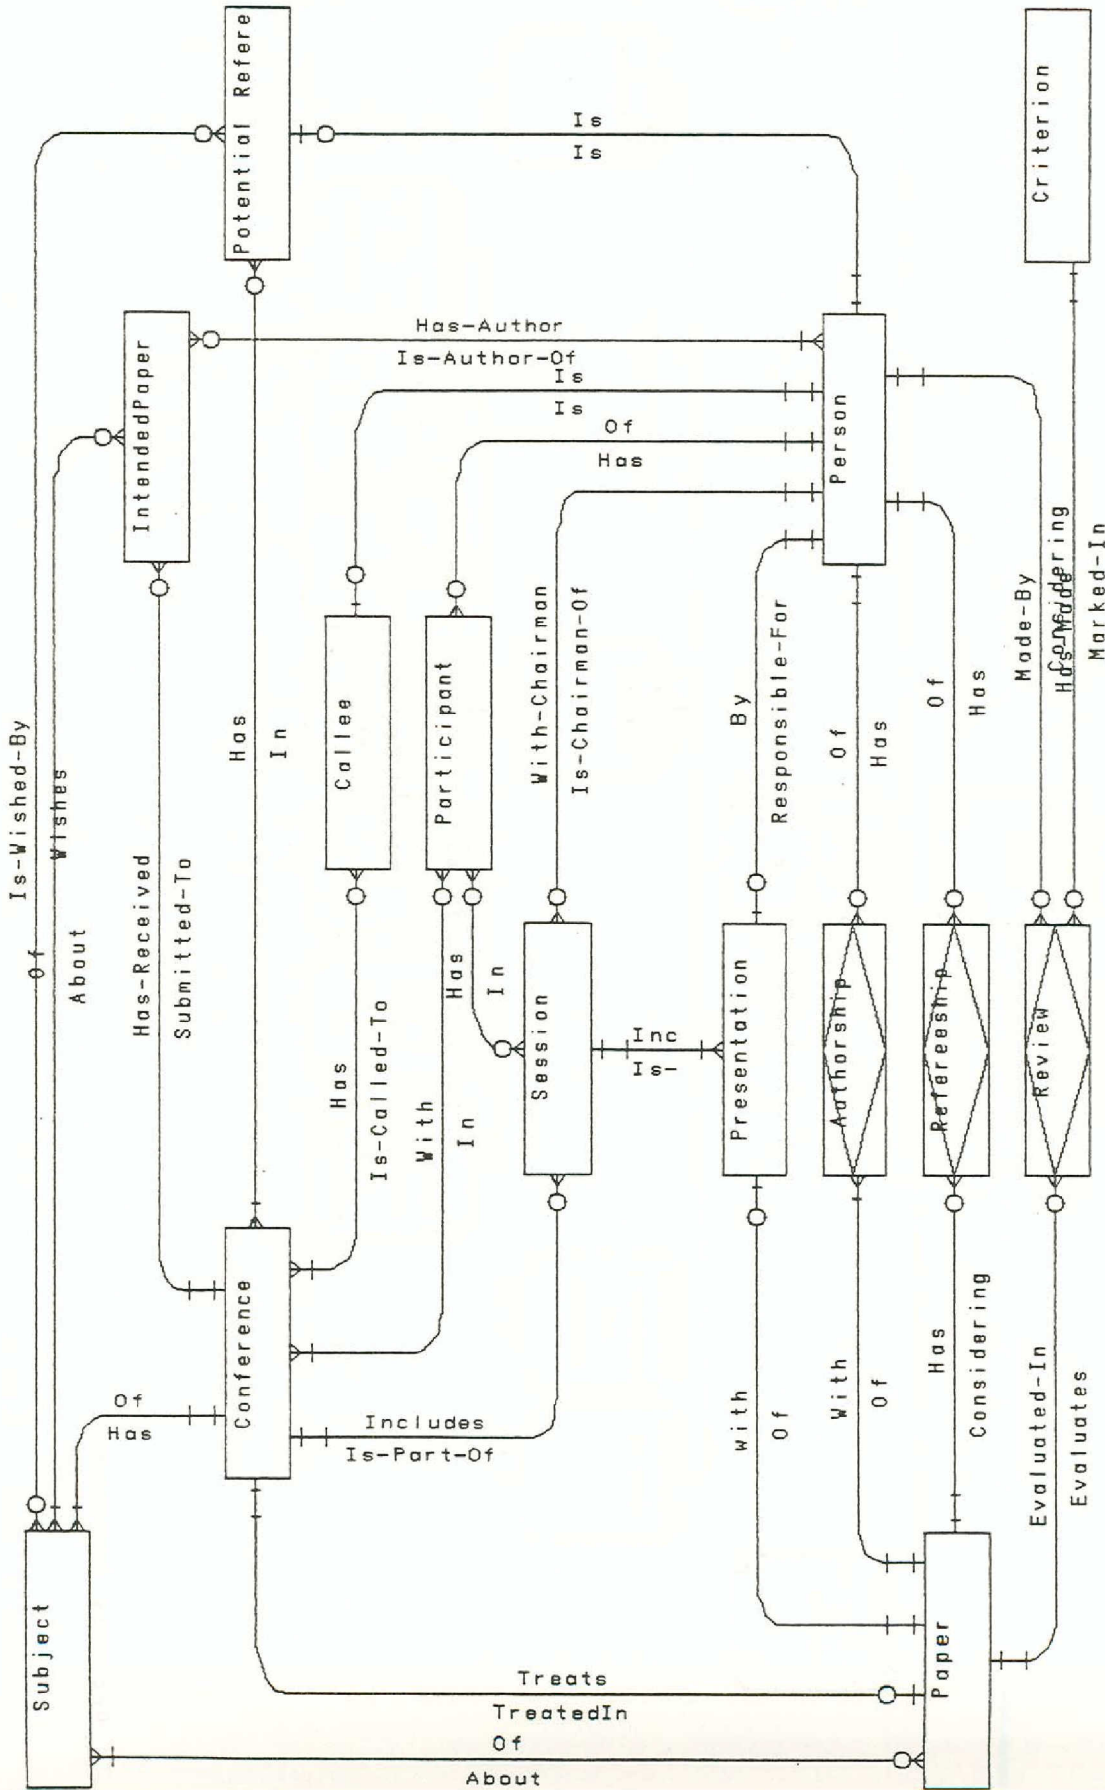 Potential Refere
Criterion
Is
Is
IntendedPaper
Has-Author
Is-Author-Of
Is
Is
Of
Has
Person
Is-Wished-By
Of
Wishes
About
Has-Received
Submitted-To
Has
In
Callee
Participant
With-Chairman
Is-Chairman-Of
By
Responsible-For
Of
Has
Of
Has
Made-By
Has-Made
Considering
Marked-In
Has
Is-Called-To
With
In
Has
In
Session
Inc
Is-
Presentation
Authorship
Refereeship
Review
Conference
Of
Has
Includes
Is-Part-Of
with
Of
With
Of
Has
Considering
Evaluated-In
Evaluates
Subject
Treats
TreatedIn
Of
About
Paper